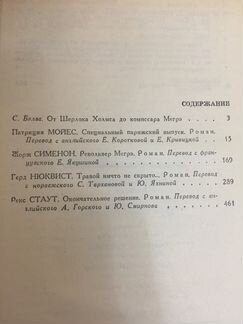 СОДЕРЖАНИЕ
С. Бэлза. От Шерлока Холмса до комиссара Мегрэ . . 3
Патриция МОЙЕС. Специальный парижский выпуск. Роман.
Перевод с английского Е. Коротковой и Е. Кривицкой . . 15
Жорж СИМЕНОН. Револьвер Мегрэ. Роман. Перевод с фран-
цузского Е. Якушиной 169
Герд НЮКВИСТ. Травой ничто не скрыто... Роман. Перевод
с норвежского С. Тархановой и Ю. Яхниной 289
Рекс СТАУТ. Окончательное решение. Роман. Перевод с ан-
глийского А. Горского и Ю. Смирнова 461